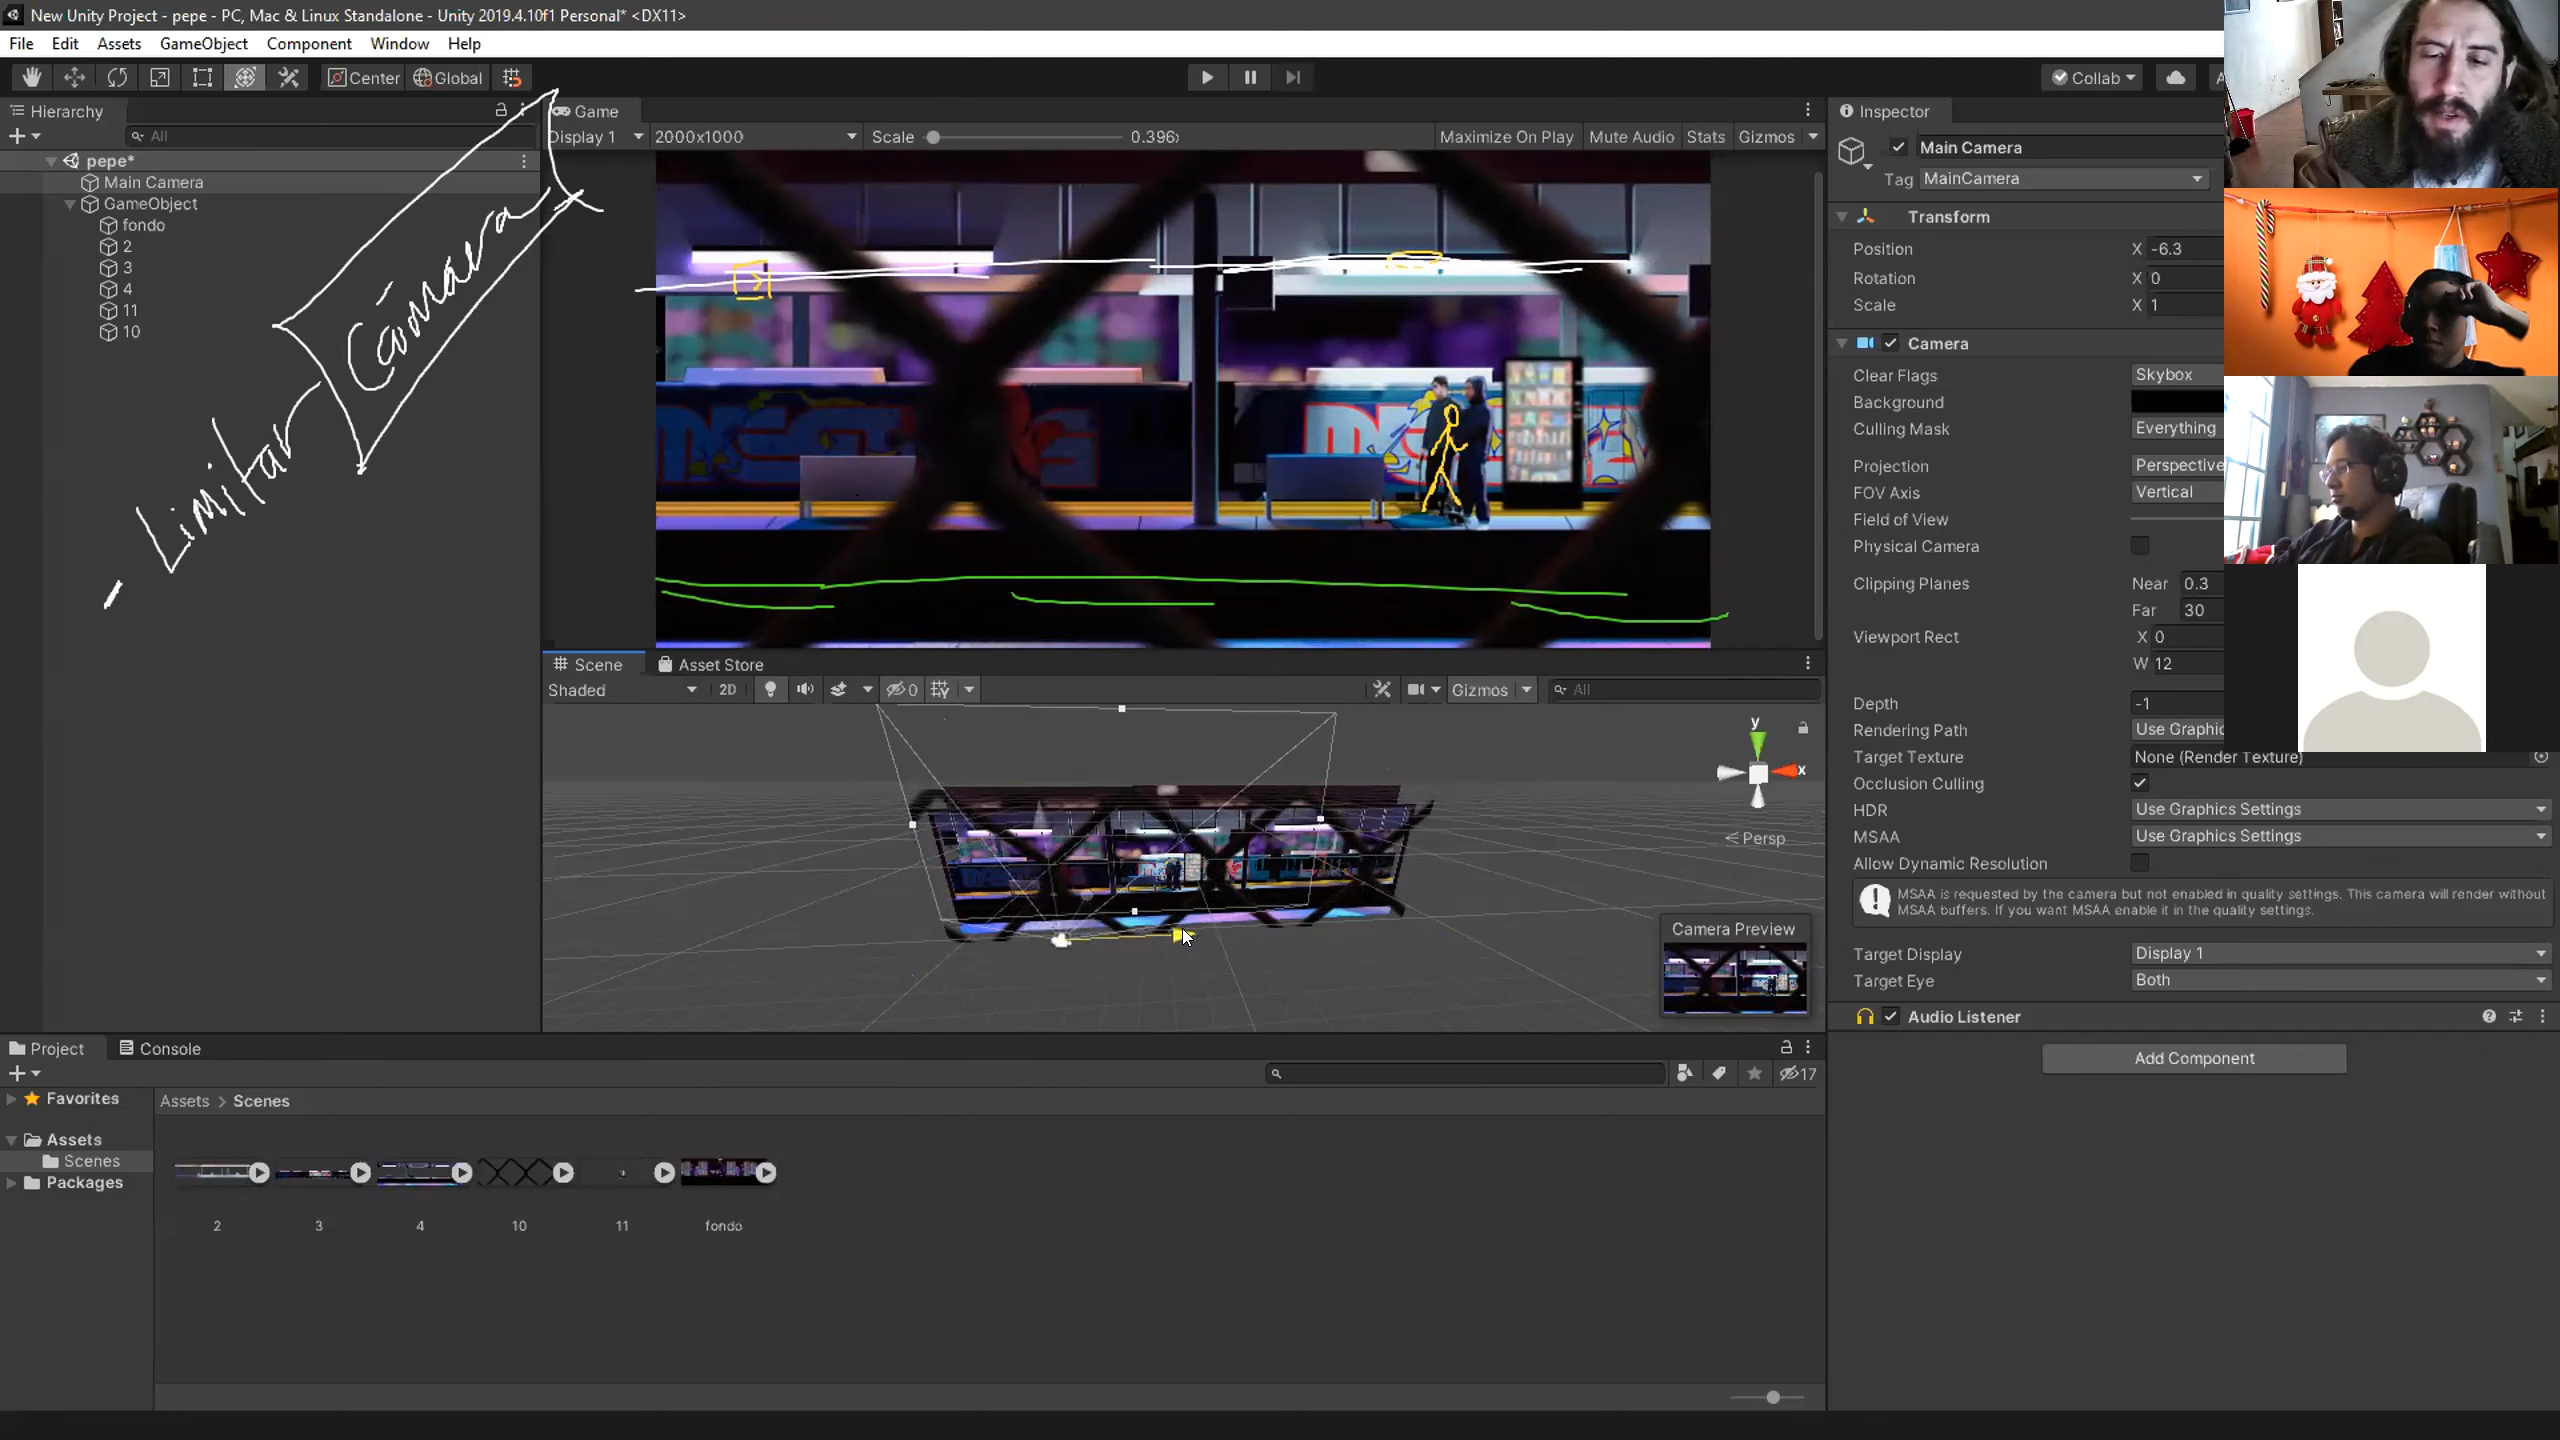 New Unity Project - pepe - PC, Mac & Linux Standalone - Unity 2019.4.10f1 Personal* <DX11>
File Edit Assets GameObject Component Window Help
Center Global
Collab
Hierarchy
All
pepe*
Main Camera
GameObject
fondo
2
3
4
11
10
- Limitar
Cámara
Game
Display 1 2000x1000 Scale 0.396x Maximize On Play Mute Audio Stats Gizmos
Scene Asset Store
Shaded 2D 0 Gizmos All
y
x
Persp
Camera Preview
Inspector
Main Camera
Tag MainCamera
Transform
Position X -6.3
Rotation X 0
Scale X 1
Camera
Clear Flags Skybox
Background
Culling Mask Everything
Projection Perspective
FOV Axis Vertical
Field of View
Physical Camera
Clipping Planes Near 0.3
Far 30
Viewport Rect X 0
W 12
Depth -1
Rendering Path Use Graphic
Target Texture None (Render Texture)
Occlusion Culling
HDR Use Graphics Settings
MSAA Use Graphics Settings
Allow Dynamic Resolution
MSAA is requested by the camera but not enabled in quality settings. This camera will render without
MSAA buffers. If you want MSAA enable it in the quality settings.
Target Display Display 1
Target Eye Both
Audio Listener
Add Component
Project Console
17
Favorites
Assets
Scenes
Packages
Assets > Scenes
2 3 4 10 11 fondo